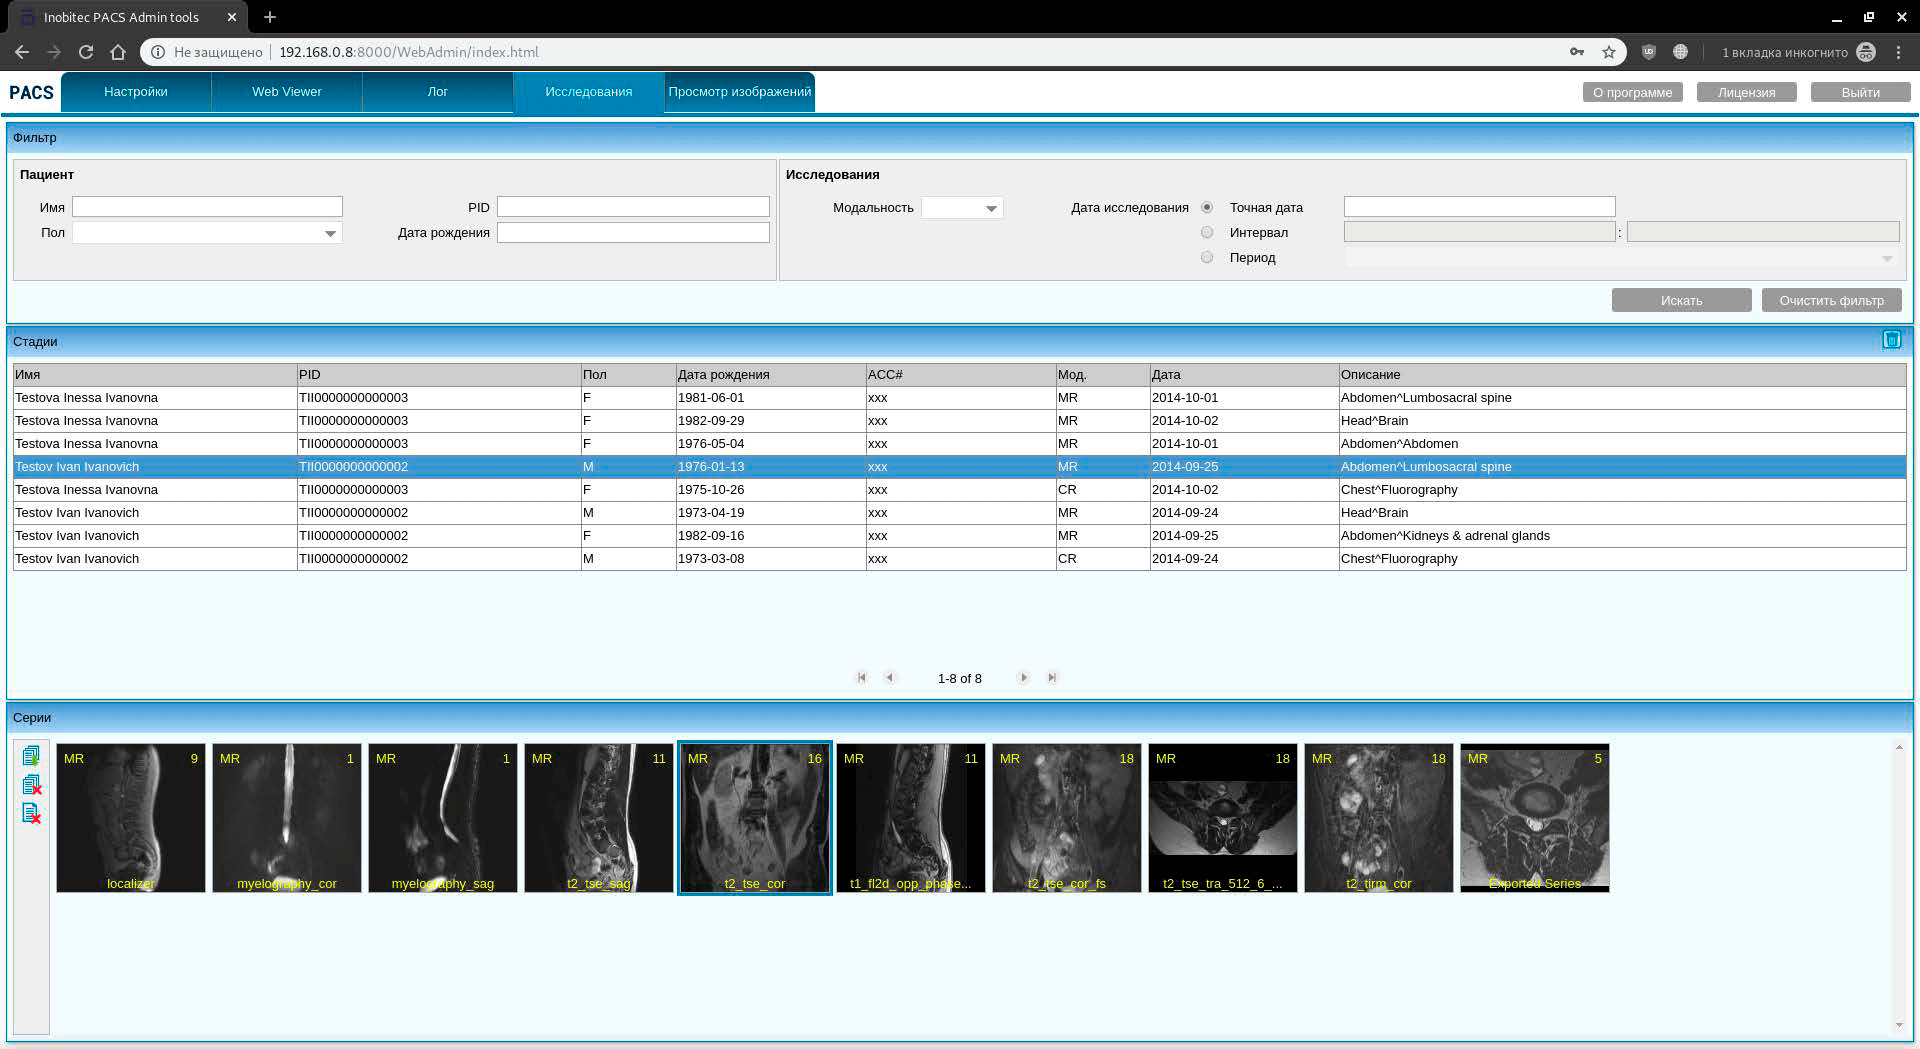 Inobitec PACS Admin tools
Не защищено 192.168.0.8:8000/WebAdmin/index.html 1 вкладка инкогнито
PACS Настройки Web Viewer Лог Исследования Просмотр изображений О программе Лицензия Выйти
Фильтр
Пациент
Имя PID
Пол Дата рождения
Исследования
Модальность Дата исследования Точная дата
Интервал :
Период
Искать Очистить фильтр
Стадии
Имя PID Пол Дата рождения ACC# Мод. Дата Описание
Testova Inessa Ivanovna TII0000000000003 F 1981-06-01 xxx MR 2014-10-01 Abdomen^Lumbosacral spine
Testova Inessa Ivanovna TII0000000000003 F 1982-09-29 xxx MR 2014-10-02 Head^Brain
Testova Inessa Ivanovna TII0000000000003 F 1976-05-04 xxx MR 2014-10-01 Abdomen^Abdomen
Testov Ivan Ivanovich TII0000000000002 M 1976-01-13 xxx MR 2014-09-25 Abdomen^Lumbosacral spine
Testova Inessa Ivanovna TII0000000000003 F 1975-10-26 xxx CR 2014-10-02 Chest^Fluorography
Testov Ivan Ivanovich TII0000000000002 M 1973-04-19 xxx MR 2014-09-24 Head^Brain
Testov Ivan Ivanovich TII0000000000002 F 1982-09-16 xxx MR 2014-09-25 Abdomen^Kidneys & adrenal glands
Testov Ivan Ivanovich TII0000000000002 M 1973-03-08 xxx CR 2014-09-24 Chest^Fluorography
1-8 of 8
Серии
MR 9 MR 1 MR 1 MR 11 MR 16 MR 11 MR 18 MR 18 MR 18 MR 5
localizer myelography_cor myelography_sag t2_tse_sag t2_tse_cor t1_fl2d_opp_phase... t2_tse_cor_fs t2_tse_tra_512_6_... t2_tirm_cor Exported Series